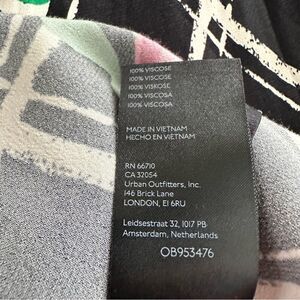 100% VISCOSE
100% VISCOSE
100% VISKOSE
100% VISCOSA
100% VISCOSA
MADE IN VIETNAM
HECHO EN VIETNAM
RN 66710
CA 32054
Urban Outfitters, Inc.
146 Brick Lane
LONDON, E1 6RU
Leidsestraat 32, 1017 PB
Amsterdam, Netherlands
OB953476